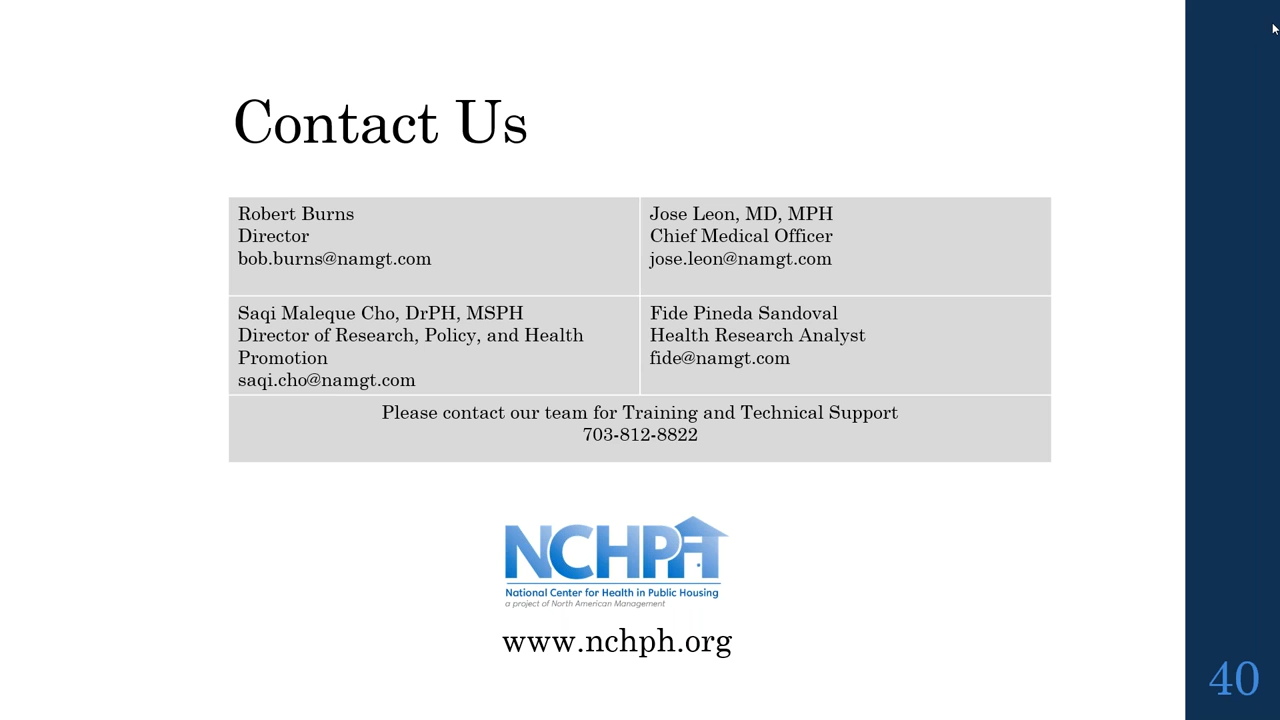 Contact Us
Robert Burns
Director
bob.burns@namgt.com
Jose Leon, MD, MPH
Chief Medical Officer
jose.leon@namgt.com
Saqi Maleque Cho, DrPH, MSPH
Director of Research, Policy, and Health
Promotion
saqi.cho@namgt.com
Fide Pineda Sandoval
Health Research Analyst
fide@namgt.com
Please contact our team for Training and Technical Support
703-812-8822
NCHPH
National Center for Health in Public Housing
a project of North American Management
www.nchph.org
40